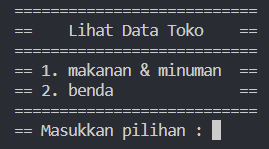 ===========================
==    Lihat Data Toko    ==
===========================
== 1. makanan & minuman  ==
== 2. benda              ==
===========================
== Masukkan pilihan :